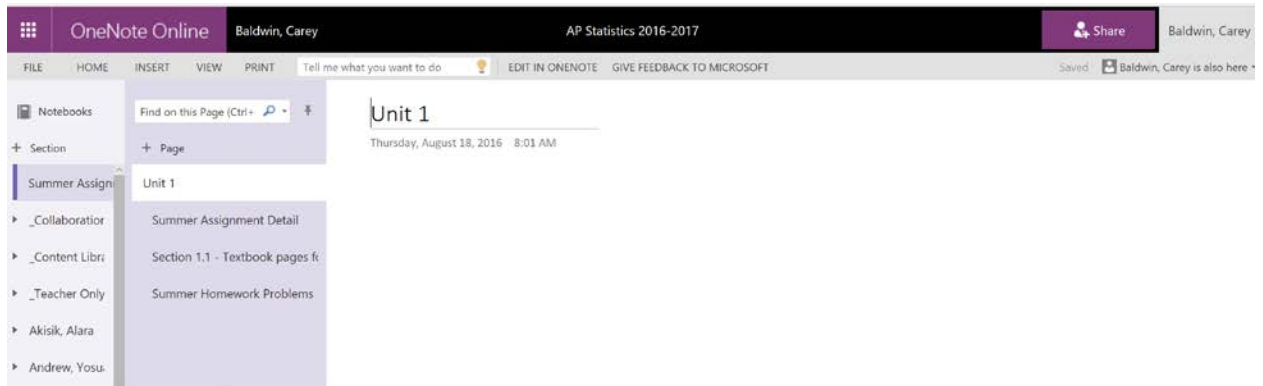 OneNote Online Baldwin, Carey AP Statistics 2016-2017 Share Baldwin, Carey
FILE HOME INSERT VIEW PRINT Tell me what you want to do EDIT IN ONENOTE GIVE FEEDBACK TO MICROSOFT Saved Baldwin, Carey is also here
Notebooks
+ Section
Summer Assign
_Collaboration
_Content Libra
_Teacher Only
Akisik, Alara
Andrew, Yosu
Find on this Page (Ctrl+
+ Page
Unit 1
Summer Assignment Detail
Section 1.1 - Textbook pages fo
Summer Homework Problems
Unit 1
Thursday, August 18, 2016 8:01 AM